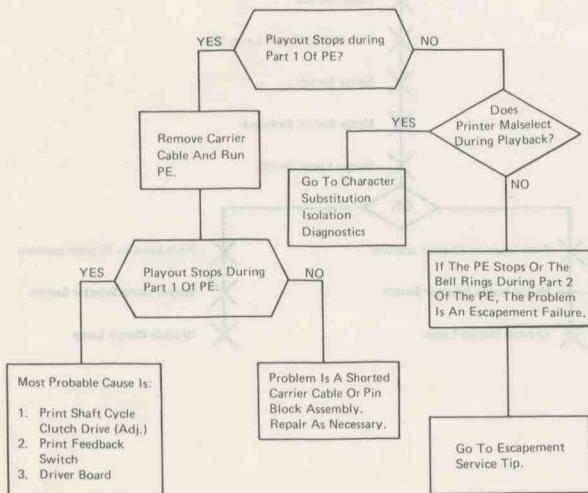 YES
Playout Stops during
Part 1 Of PE?
NO
Remove Carrier
Cable And Run
PE.
YES
Does
Printer Malselect
During Playback?
NO
Go To Character
Substitution
Isolation
Diagnostics
YES
Playout Stops During
Part 1 Of PE.
NO
If The PE Stops Or The
Bell Rings During Part 2
Of The PE, The Problem
Is An Escapement Failure.
Most Probable Cause Is:
1. Print Shaft Cycle
Clutch Drive (Adj.)
2. Print Feedback
Switch
3. Driver Board
Problem Is A Shorted
Carrier Cable Or Pin
Block Assembly.
Repair As Necessary.
Go To Escapement
Service Tip.